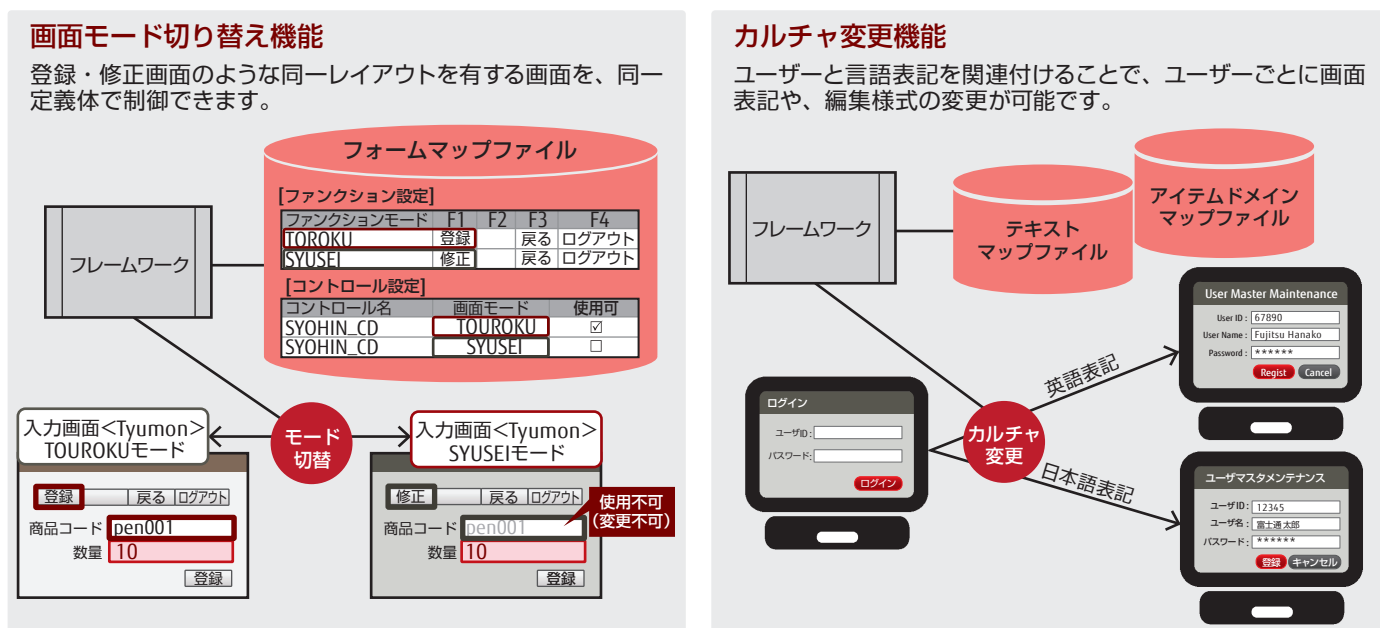 画面モード切り替え機能
登録・修正画面のような同一レイアウトを有する画面を、同一
定義体で制御できます。
フォームマップファイル
[ファンクション設定]
ファンクションモード F1 F2 F3 F4
TOROKU 登録 戻る ログアウト
SYUSEI 修正 戻る ログアウト
[コントロール設定]
コントロール名 画面モード 使用可
SYOHIN_CD TOUROKU ☑
SYOHIN_CD SYUSEI ☐
フレームワーク
モード
切替
入力画面<Tyumon>
TOUROKUモード
登録 戻る ログアウト
商品コード pen001
数量 10
登録
入力画面<Tyumon>
SYUSEIモード
修正 戻る ログアウト
使用不可
(変更不可)
商品コード pen001
数量 10
登録
カルチャ変更機能
ユーザーと言語表記を関連付けることで、ユーザーごとに画面
表記や、編集様式の変更が可能です。
フレームワーク
テキスト
マップファイル
アイテムドメイン
マップファイル
ログイン
ユーザID:
パスワード:
ログイン
カルチャ
変更
英語表記
日本語表記
User Master Maintenance
User ID : 67890
User Name : Fujitsu Hanako
Password : ******
Regist Cancel
ユーザマスタメンテナンス
ユーザID : 12345
ユーザ名 : 富士通 太郎
パスワード : ******
登録 キャンセル